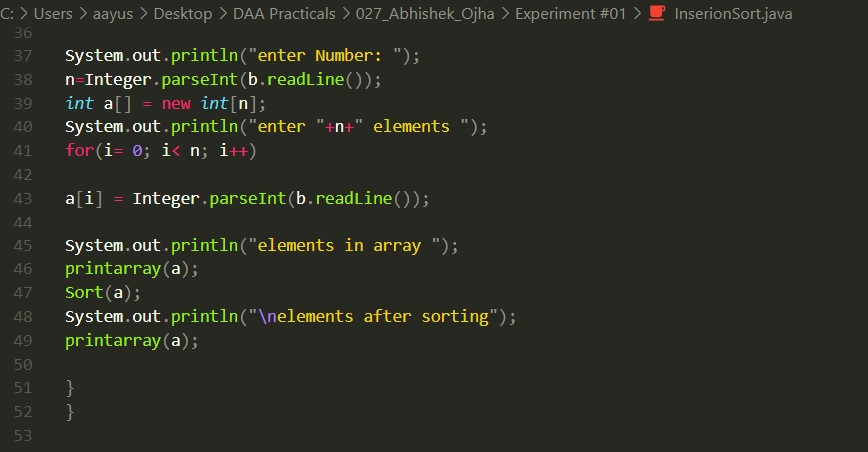 C: > Users > aayus > Desktop > DAA Practicals > 027_Abhishek_Ojha > Experiment #01 > InserionSort.java
36
37 System.out.println("enter Number: ");
38 n=Integer.parseInt(b.readLine());
39 int a[] = new int[n];
40 System.out.println("enter "+n+" elements ");
41 for(i= 0; i< n; i++)
42
43 a[i] = Integer.parseInt(b.readLine());
44
45 System.out.println("elements in array ");
46 printarray(a);
47 Sort(a);
48 System.out.println("\nelements after sorting");
49 printarray(a);
50
51 }
52 }
53